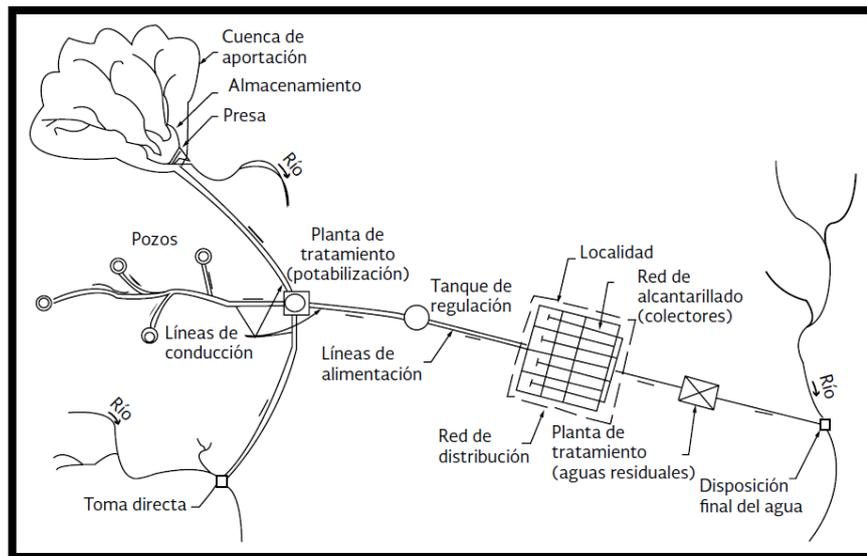 Cuenca de
aportación
Almacenamiento
Presa
Río
Pozos
Planta de
tratamiento
(potabilización)
Líneas de
conducción
Tanque de
regulación
Líneas de
alimentación
Localidad
Red de
alcantarillado
(colectores)
Río
Río
Toma directa
Red de
distribución
Planta de
tratamiento
(aguas residuales)
Disposición
final del agua